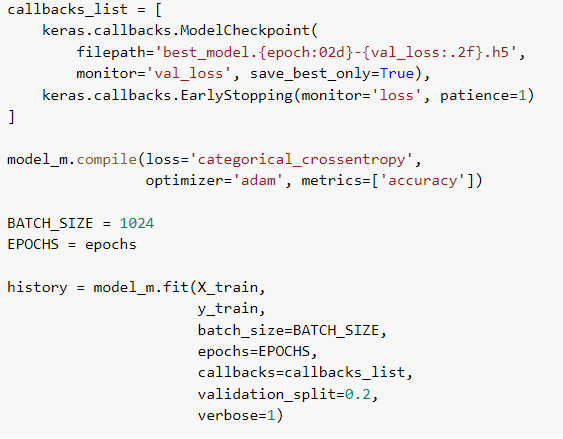 callbacks_list = [
    keras.callbacks.ModelCheckpoint(
        filepath='best_model.{epoch:02d}-{val_loss:.2f}.h5',
        monitor='val_loss', save_best_only=True),
    keras.callbacks.EarlyStopping(monitor='loss', patience=1)
]

model_m.compile(loss='categorical_crossentropy',
                optimizer='adam', metrics=['accuracy'])

BATCH_SIZE = 1024
EPOCHS = epochs

history = model_m.fit(X_train,
                      y_train,
                      batch_size=BATCH_SIZE,
                      epochs=EPOCHS,
                      callbacks=callbacks_list,
                      validation_split=0.2,
                      verbose=1)